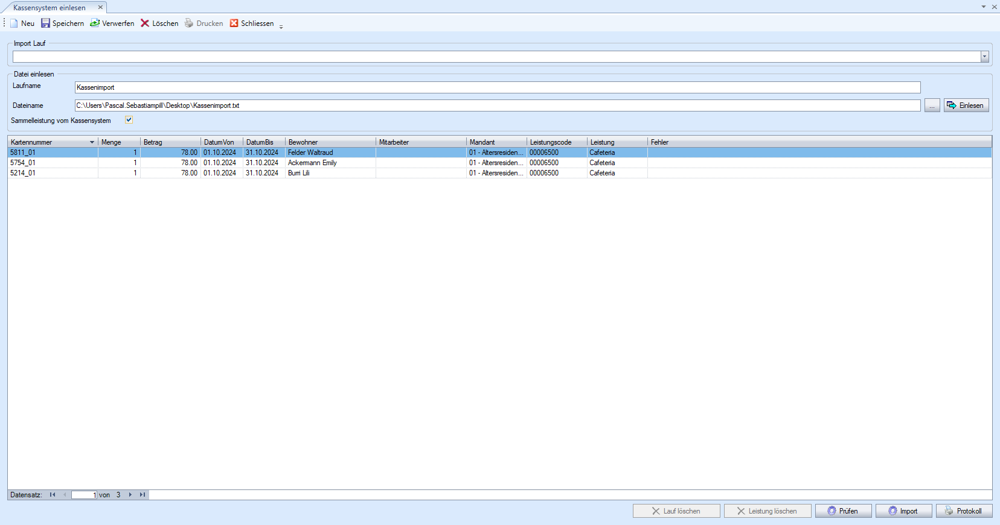 Kassensystem einlesen
Neu Speichern Verwerfen Löschen Drucken Schliessen
Import Lauf
Datei einlesen
Laufname Kassenimport
Dateiname C:\Users\Pascal.Sebastiampill\Desktop\Kassenimport.txt ... Einlesen
Sammelleistung vom Kassensystem
Kartennummer Menge Betrag DatumVon DatumBis Bewohner Mitarbeiter Mandant Leistungscode Leistung Fehler
5811_01 1 78.00 01.10.2024 31.10.2024 Felder Waltraud 01 - Altersresiden... 00006500 Cafeteria
5754_01 1 78.00 01.10.2024 31.10.2024 Ackermann Emily 01 - Altersresiden... 00006500 Cafeteria
5214_01 1 78.00 01.10.2024 31.10.2024 Burri Lili 01 - Altersresiden... 00006500 Cafeteria
Datensatz: 1 von 3
Lauf löschen Leistung löschen Prüfen Import Protokoll